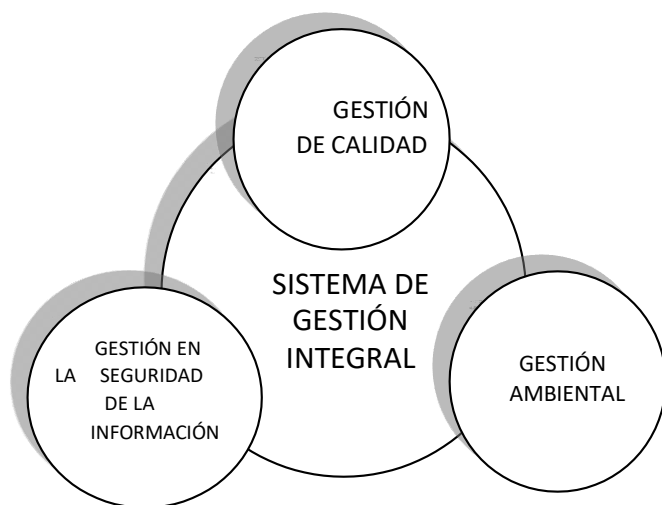 GESTIÓN
DE CALIDAD
SISTEMA DE
GESTIÓN
INTEGRAL
GESTIÓN EN
LA SEGURIDAD
DE LA
INFORMACIÓN
GESTIÓN
AMBIENTAL